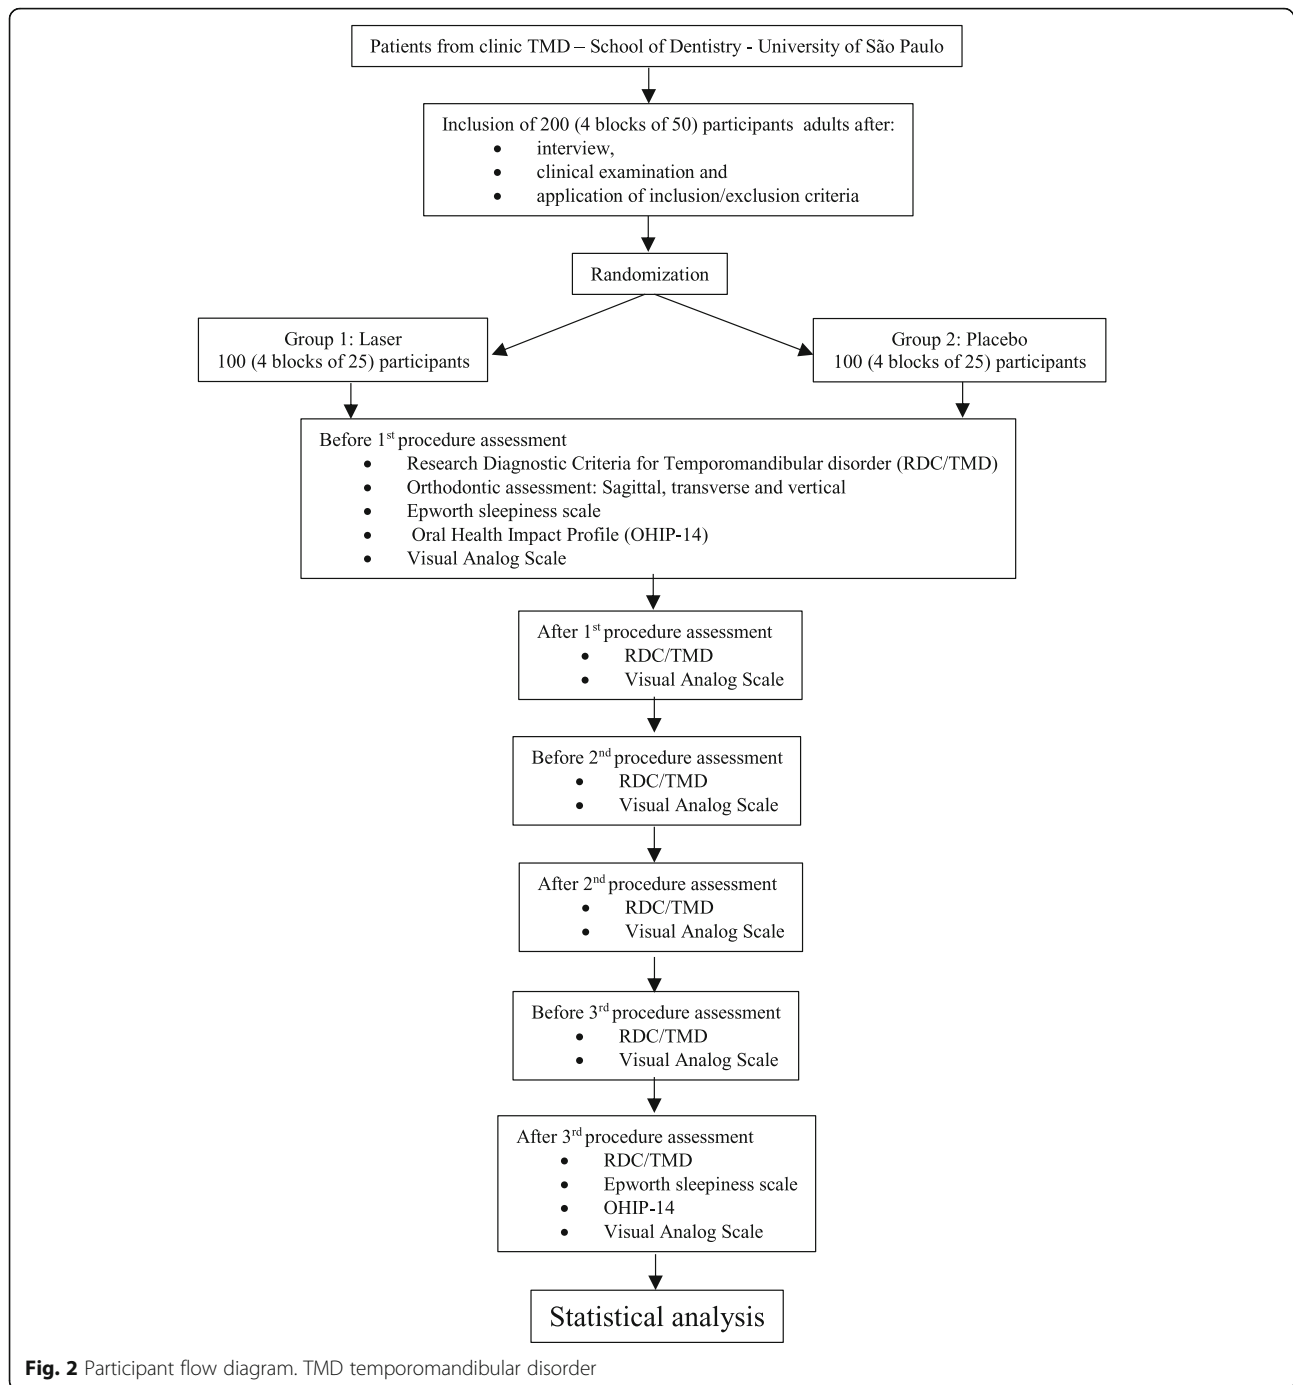 Patients from clinic TMD – School of Dentistry - University of São Paulo
Inclusion of 200 (4 blocks of 50) participants adults after:
• interview,
• clinical examination and
• application of inclusion/exclusion criteria
Randomization
Group 1: Laser
100 (4 blocks of 25) participants
Group 2: Placebo
100 (4 blocks of 25) participants
Before 1st procedure assessment
• Research Diagnostic Criteria for Temporomandibular disorder (RDC/TMD)
• Orthodontic assessment: Sagittal, transverse and vertical
• Epworth sleepiness scale
• Oral Health Impact Profile (OHIP-14)
• Visual Analog Scale
After 1st procedure assessment
• RDC/TMD
• Visual Analog Scale
Before 2nd procedure assessment
• RDC/TMD
• Visual Analog Scale
After 2nd procedure assessment
• RDC/TMD
• Visual Analog Scale
Before 3rd procedure assessment
• RDC/TMD
• Visual Analog Scale
After 3rd procedure assessment
• RDC/TMD
• Epworth sleepiness scale
• OHIP-14
• Visual Analog Scale
Statistical analysis
Fig. 2 Participant flow diagram. TMD temporomandibular disorder